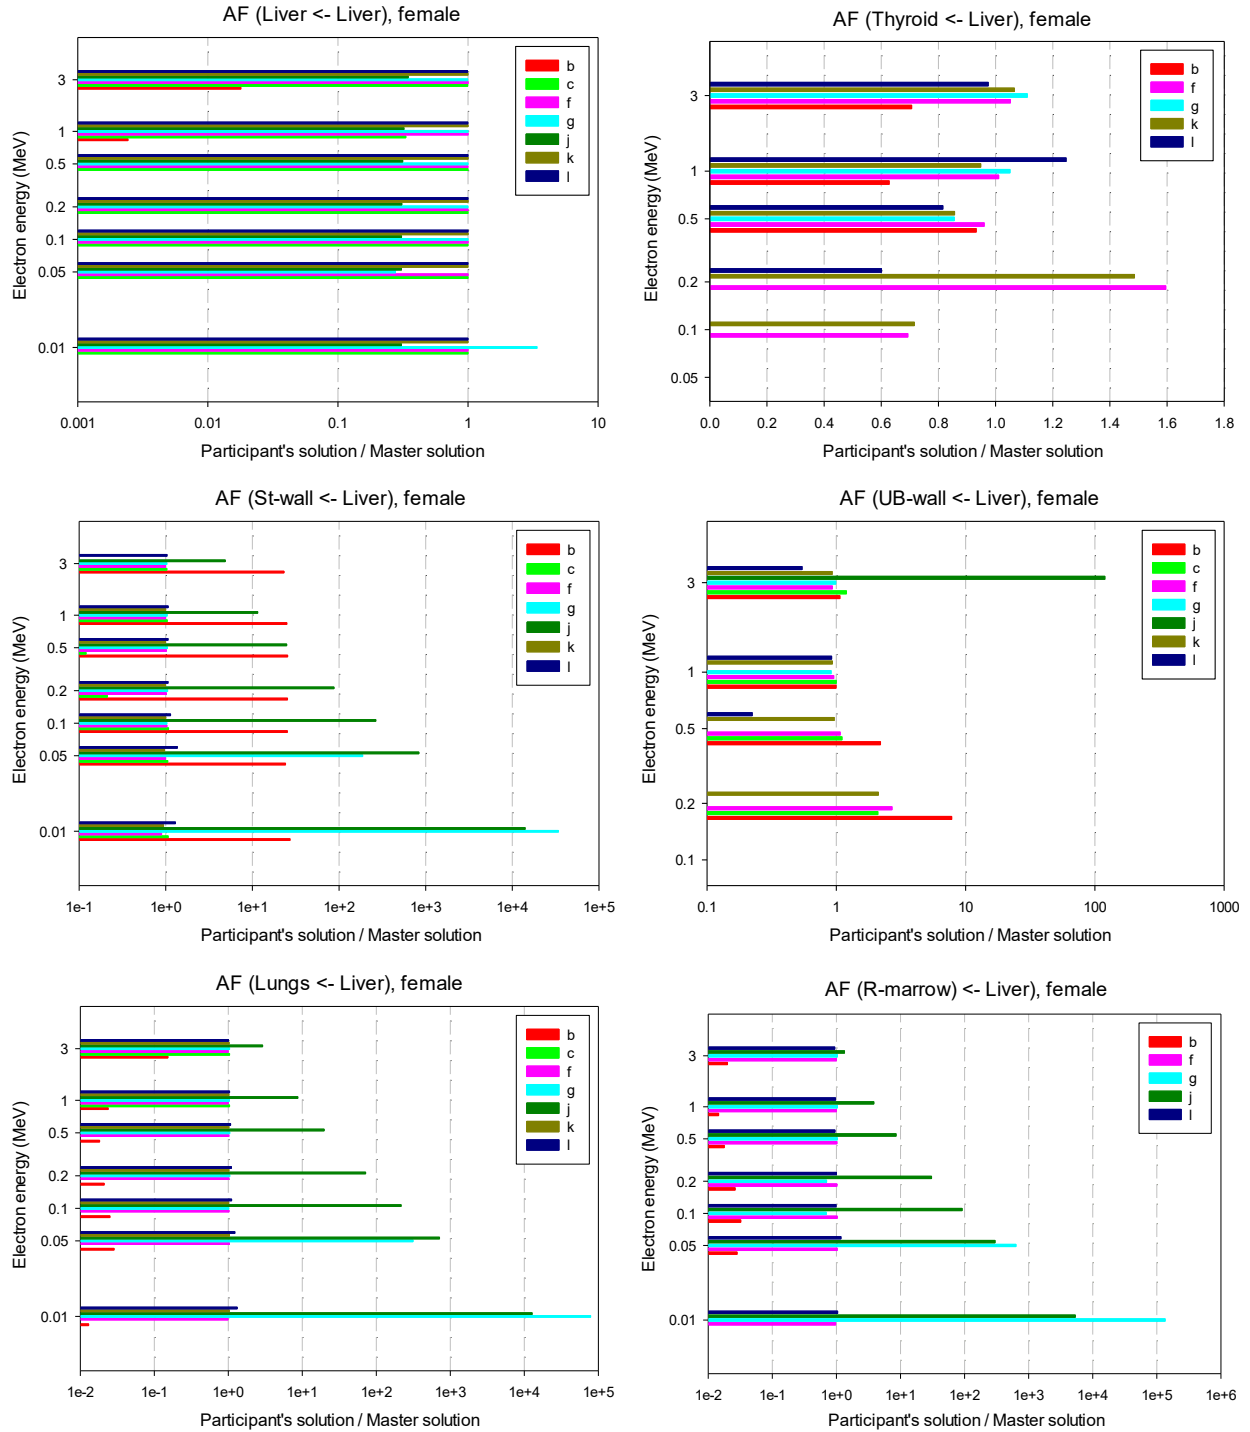 AF (Liver <- Liver), female
b
c
f
g
j
k
l
3
1
0.5
0.2
0.1
0.05
0.01
Electron energy (MeV)
0.001 0.01 0.1 1 10
Participant's solution / Master solution
AF (Thyroid <- Liver), female
b
f
g
k
l
3
1
0.5
0.2
0.1
0.05
Electron energy (MeV)
0.0 0.2 0.4 0.6 0.8 1.0 1.2 1.4 1.6 1.8
Participant's solution / Master solution
AF (St-wall <- Liver), female
b
c
f
g
j
k
l
3
1
0.5
0.2
0.1
0.05
0.01
Electron energy (MeV)
1e-1 1e+0 1e+1 1e+2 1e+3 1e+4 1e+5
Participant's solution / Master solution
AF (UB-wall <- Liver), female
b
c
f
g
j
k
l
3
1
0.5
0.2
0.1
Electron energy (MeV)
0.1 1 10 100 1000
Participant's solution / Master solution
AF (Lungs <- Liver), female
b
c
f
g
j
k
l
3
1
0.5
0.2
0.1
0.05
0.01
Electron energy (MeV)
1e-2 1e-1 1e+0 1e+1 1e+2 1e+3 1e+4 1e+5
Participant's solution / Master solution
AF (R-marrow) <- Liver), female
b
f
g
j
l
3
1
0.5
0.2
0.1
0.05
0.01
Electron energy (MeV)
1e-2 1e-1 1e+0 1e+1 1e+2 1e+3 1e+4 1e+5 1e+6
Participant's solution / Master solution